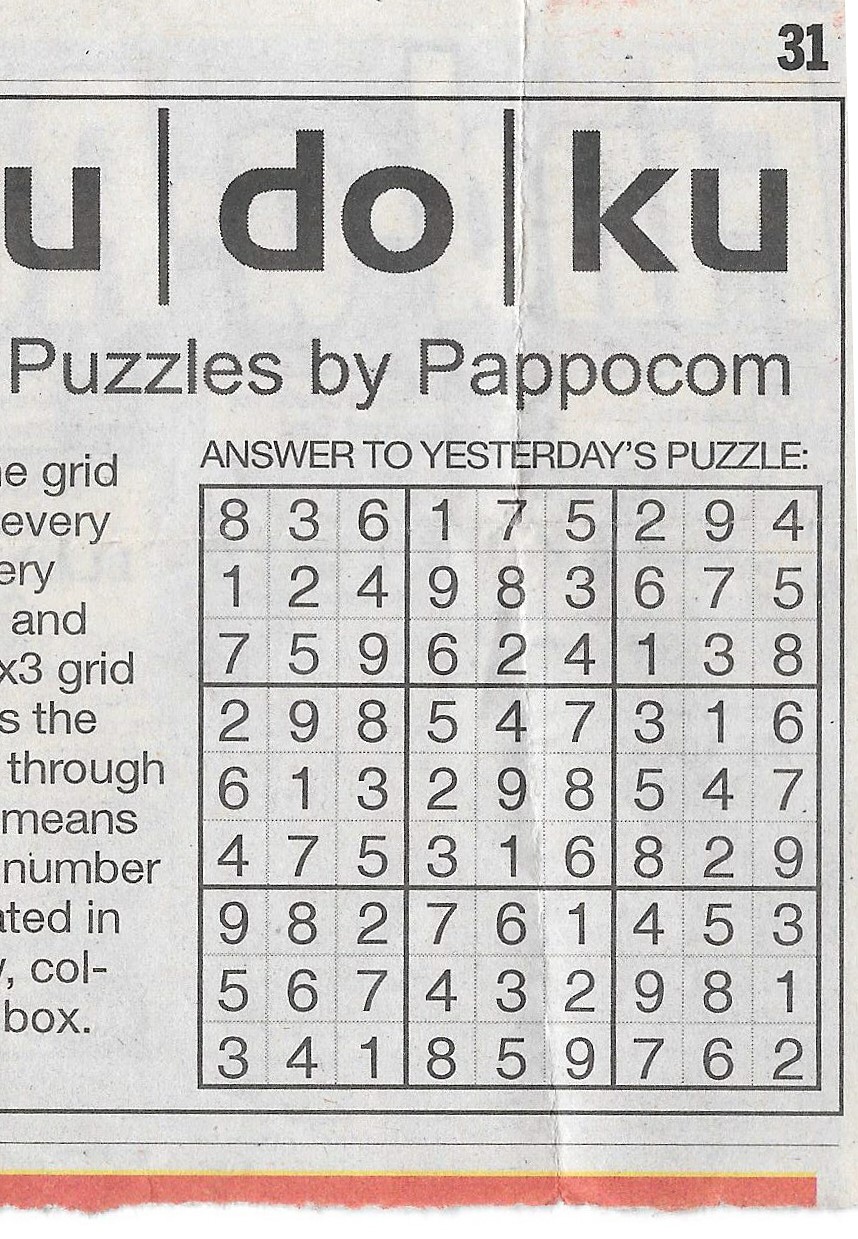 31
u|do|ku
Puzzles by Pappocom
e grid
every
ery
and
x3 grid
s the
through
means
number
ated in
, col-
box.
ANSWER TO YESTERDAY'S PUZZLE:
8 3 6 1 7 5 2 9 4
1 2 4 9 8 3 6 7 5
7 5 9 6 2 4 1 3 8
2 9 8 5 4 7 3 1 6
6 1 3 2 9 8 5 4 7
4 7 5 3 1 6 8 2 9
9 8 2 7 6 1 4 5 3
5 6 7 4 3 2 9 8 1
3 4 1 8 5 9 7 6 2